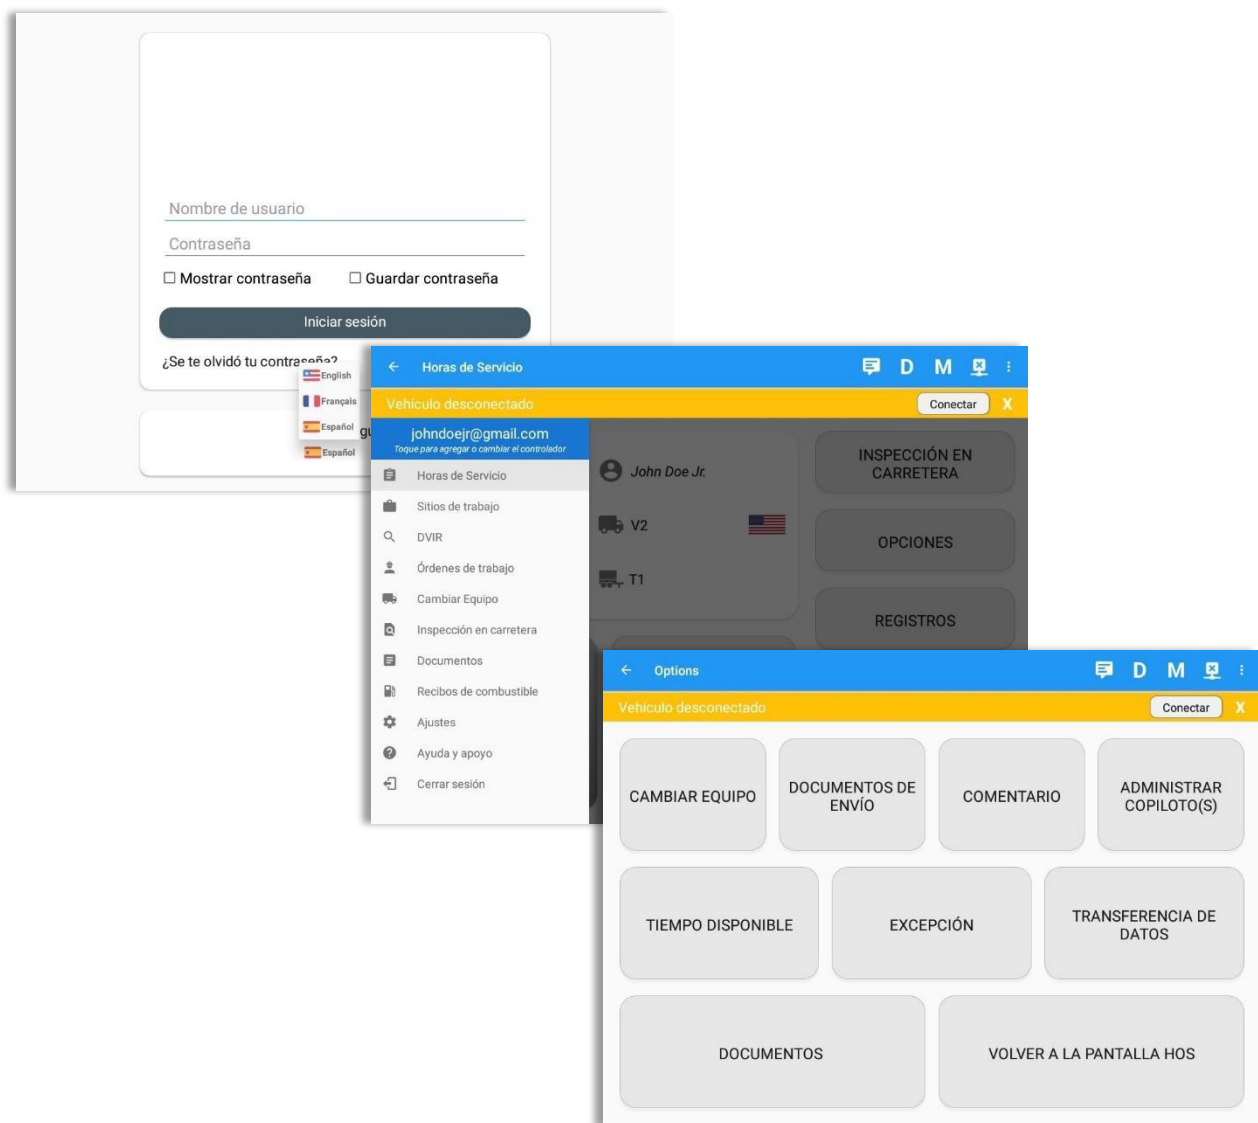 Nombre de usuario
Contraseña
Mostrar contraseña
Guardar contraseña
Iniciar sesión
¿Se te olvidó tu contraseña?
English
Français
Español
Español
Horas de Servicio
D M
Vehiculo desconectado
Conectar X
johndoejr@gmail.com
Toque para agregar o cambiar el controlador
Horas de Servicio
Sitios de trabajo
DVIR
Órdenes de trabajo
Cambiar Equipo
Inspección en carretera
Documentos
Recibos de combustible
Ajustes
Ayuda y apoyo
Cerrar sesión
John Doe Jr.
V2
T1
INSPECCIÓN EN
CARRETERA
OPCIONES
REGISTROS
Options
D M
Vehiculo desconectado
Conectar X
CAMBIAR EQUIPO
DOCUMENTOS DE
ENVÍO
COMENTARIO
ADMINISTRAR
COPILOTO(S)
TIEMPO DISPONIBLE
EXCEPCIÓN
TRANSFERENCIA DE
DATOS
DOCUMENTOS
VOLVER A LA PANTALLA HOS